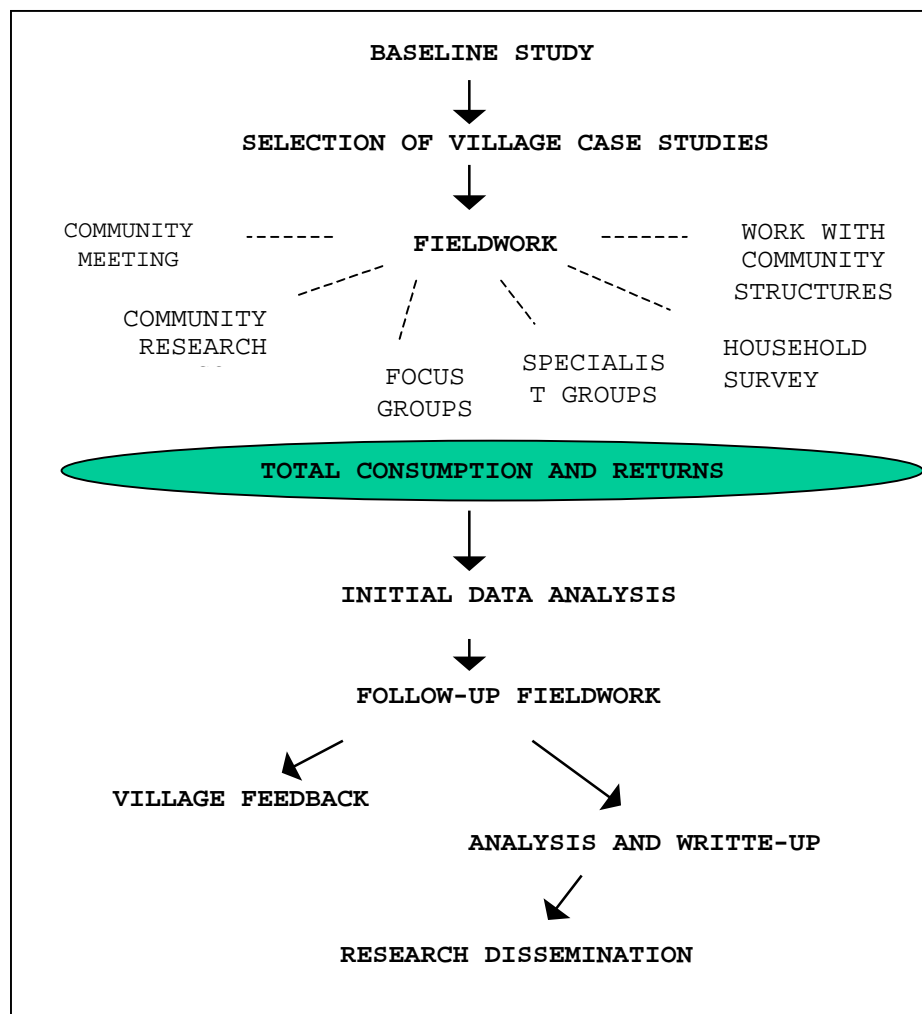 BASELINE STUDY
SELECTION OF VILLAGE CASE STUDIES
COMMUNITY
MEETING
FIELDWORK
WORK WITH
COMMUNITY
STRUCTURES
COMMUNITY
RESEARCH
FOCUS
GROUPS
SPECIALIS
T GROUPS
HOUSEHOLD
SURVEY
TOTAL CONSUMPTION AND RETURNS
INITIAL DATA ANALYSIS
FOLLOW-UP FIELDWORK
VILLAGE FEEDBACK
ANALYSIS AND WRITTE-UP
RESEARCH DISSEMINATION